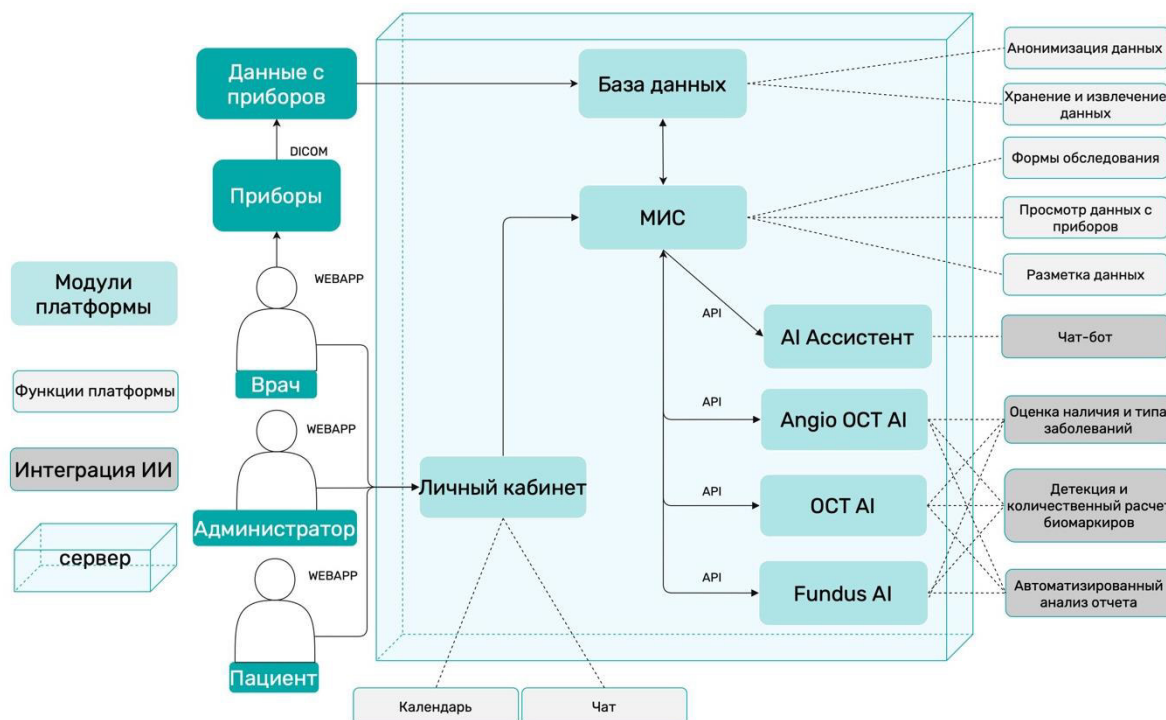 Данные с
приборов
DICOM
Приборы
WEBAPP
Врач
WEBAPP
Администратор
WEBAPP
Пациент
Модули
платформы
Функции платформы
Интеграция ИИ
сервер
База данных
МИС
API
AI Ассистент
API
Angio OCT AI
API
OCT AI
API
Fundus AI
Личный кабинет
Календарь
Чат
Анонимизация данных
Хранение и извлечение
данных
Формы обследования
Просмотр данных с
приборов
Разметка данных
Чат-бот
Оценка наличия и типа
заболеваний
Детекция и
количественный расчет
биомаркиров
Автоматизированный
анализ отчета